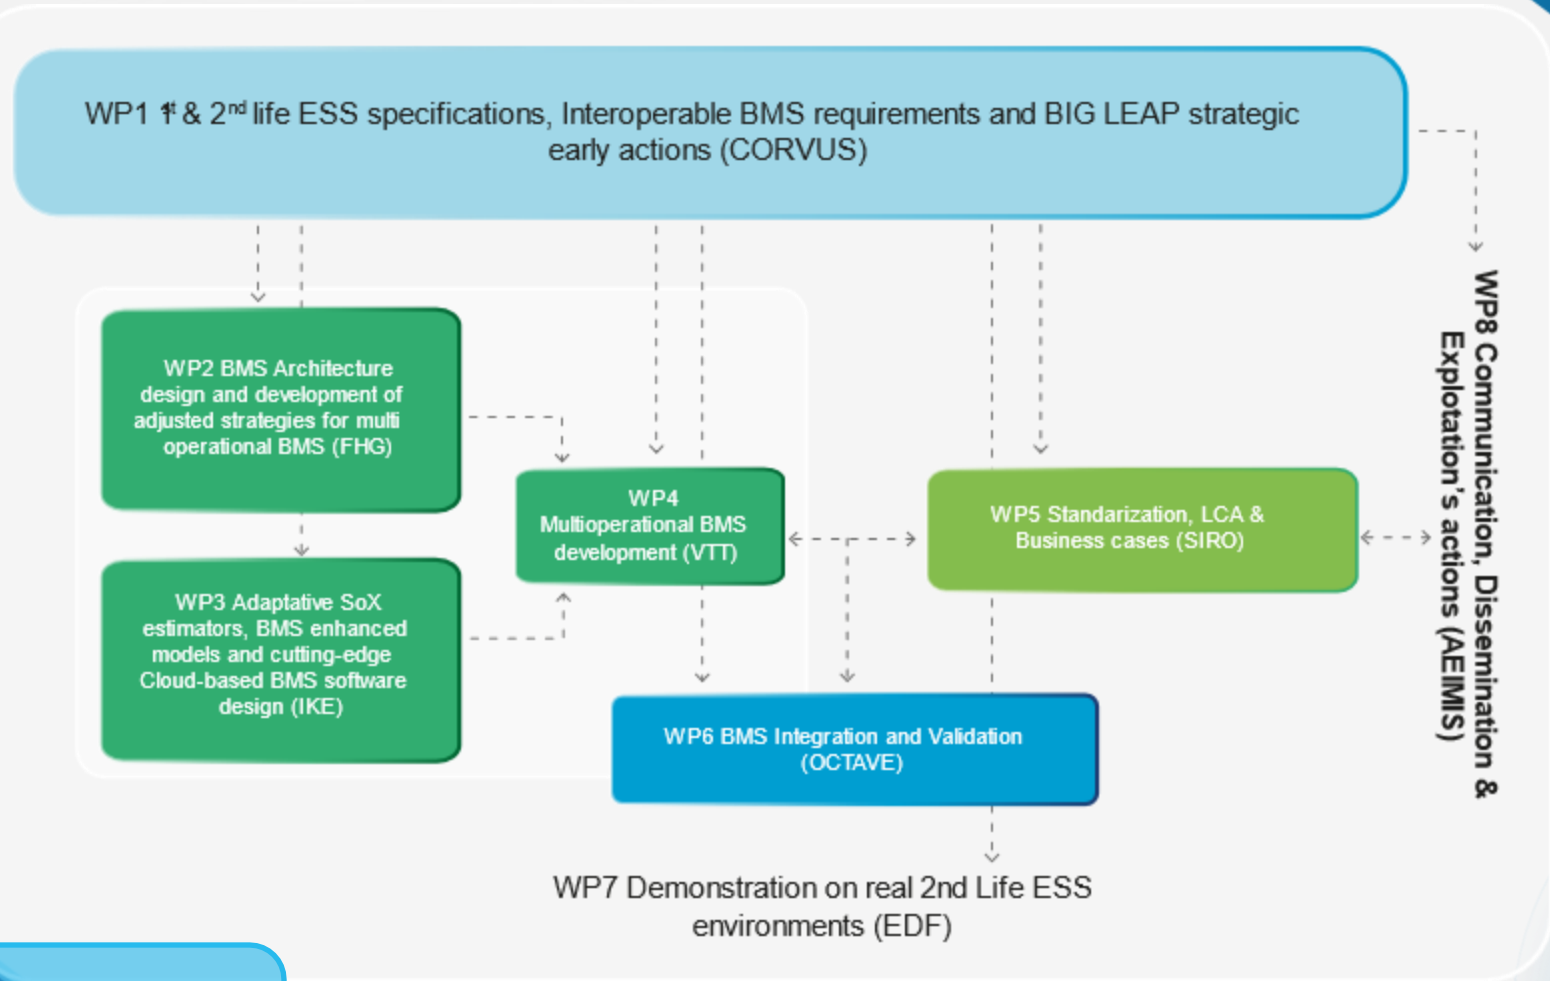 WP1 1st & 2nd life ESS specifications, Interoperable BMS requirements and BIG LEAP strategic
early actions (CORVUS)
WP2 BMS Architecture
design and development of
adjusted strategies for multi
operational BMS (FHG)
WP3 Adaptative SoX
estimators, BMS enhanced
models and cutting-edge
Cloud-based BMS software
design (IKE)
WP4
Multioperational BMS
development (VTT)
WP5 Standarization, LCA &
Business cases (SIRO)
WP6 BMS Integration and Validation
(OCTAVE)
WP7 Demonstration on real 2nd Life ESS
environments (EDF)
WP8 Communication, Dissemination &
Explotation's actions (AEIMIS)